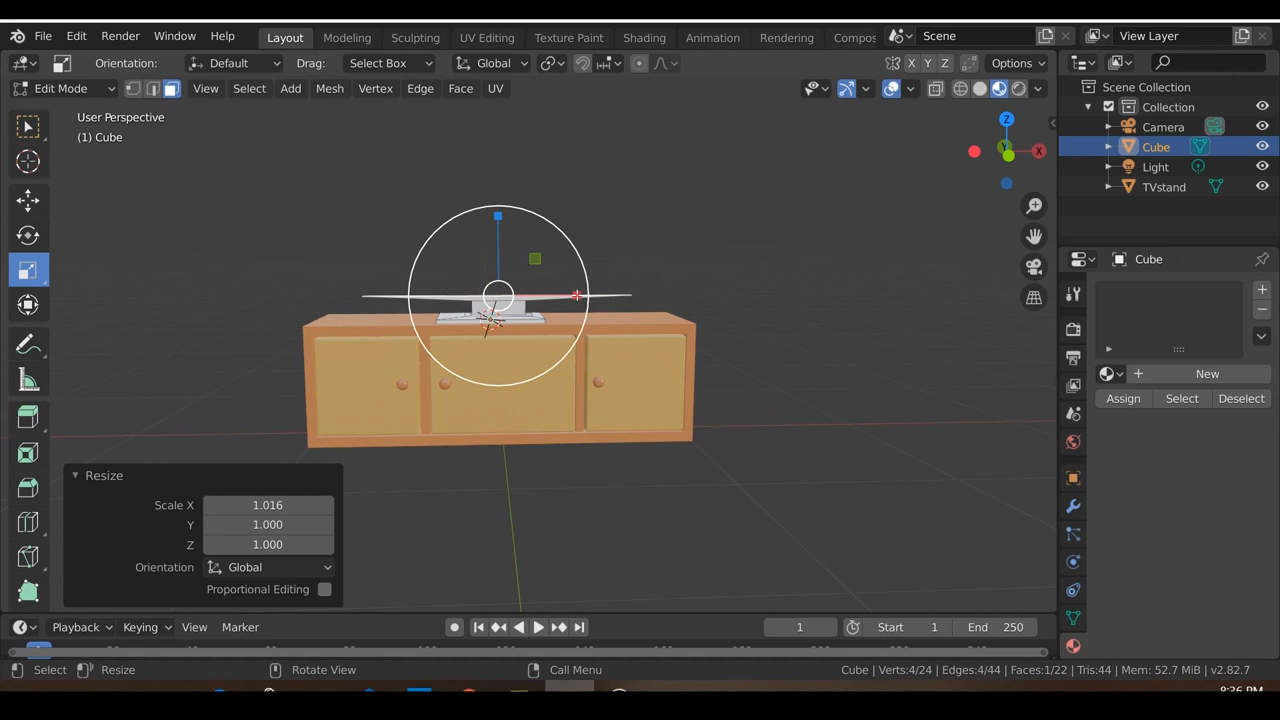 File Edit Render Window Help Layout Modeling Sculpting UV Editing Texture Paint Shading Animation Rendering Compos Scene View Layer
Orientation: Default Drag: Select Box Global X Y Z Options
Edit Mode View Select Add Mesh Vertex Edge Face UV
User Perspective
(1) Cube
Z
Y
X
Scene Collection
Collection
Camera
Cube
Light
TVstand
Cube
New
Assign Select Deselect
Resize
Scale X 1.016
Y 1.000
Z 1.000
Orientation Global
Proportional Editing
Playback Keying View Marker 1 Start 1 End 250
Select Resize Rotate View Call Menu Cube | Verts:4/24 | Edges:4/44 | Faces:1/22 | Tris:44 | Mem: 52.7 MiB | v2.82.7
8:36 PM